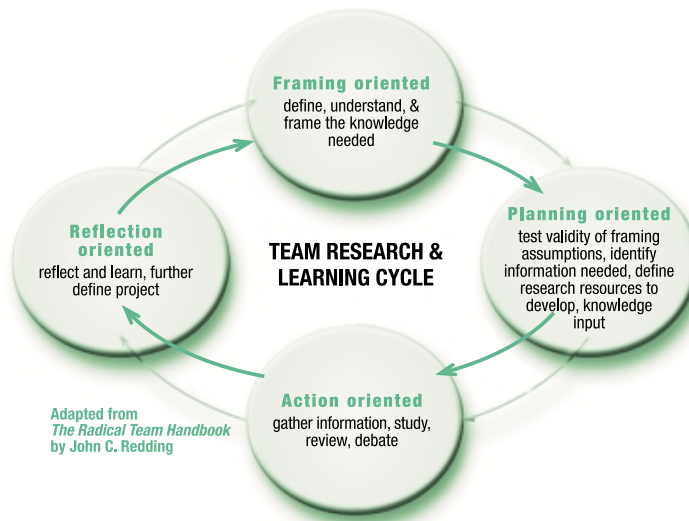 Framing oriented
define, understand, &
frame the knowledge
needed
Planning oriented
test validity of framing
assumptions, identify
information needed, define
research resources to
develop, knowledge
input
Reflection
oriented
reflect and learn, further
define project
TEAM RESEARCH &
LEARNING CYCLE
Action oriented
gather information, study,
review, debate
Adapted from
The Radical Team Handbook
by John C. Redding